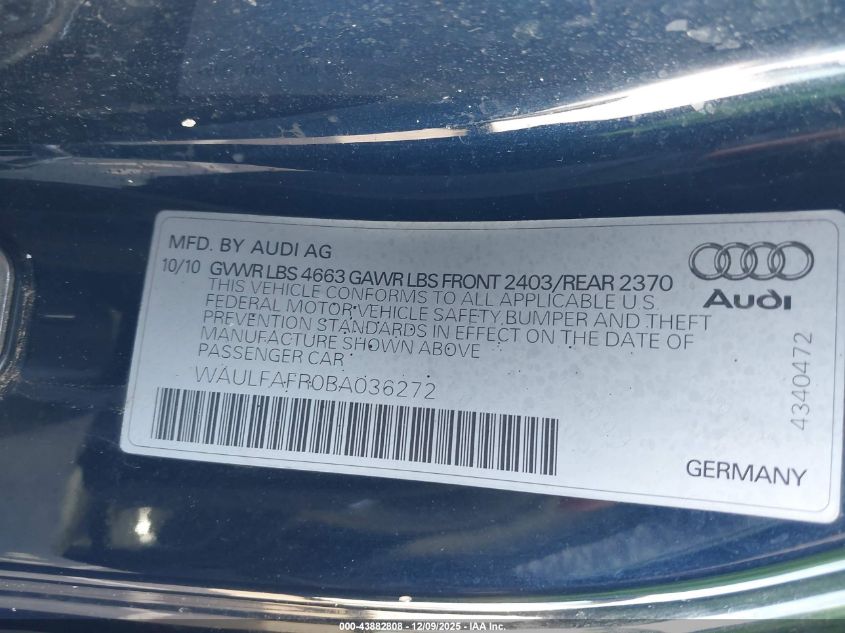 MFD. BY AUDI AG
10/10 GVWR LBS 4663 GAWR LBS FRONT 2403/REAR 2370
THIS VEHICLE CONFORMS TO ALL APPLICABLE U.S.
FEDERAL MOTOR VEHICLE SAFETY, BUMPER AND THEFT
PREVENTION STANDARDS IN EFFECT ON THE DATE OF
MANUFACTURE SHOWN ABOVE
PASSENGER CAR
WAULFAFR0BA036272
Audi
4340472
GERMANY
000-43882808 - 12/09/2025 - IAA Inc.